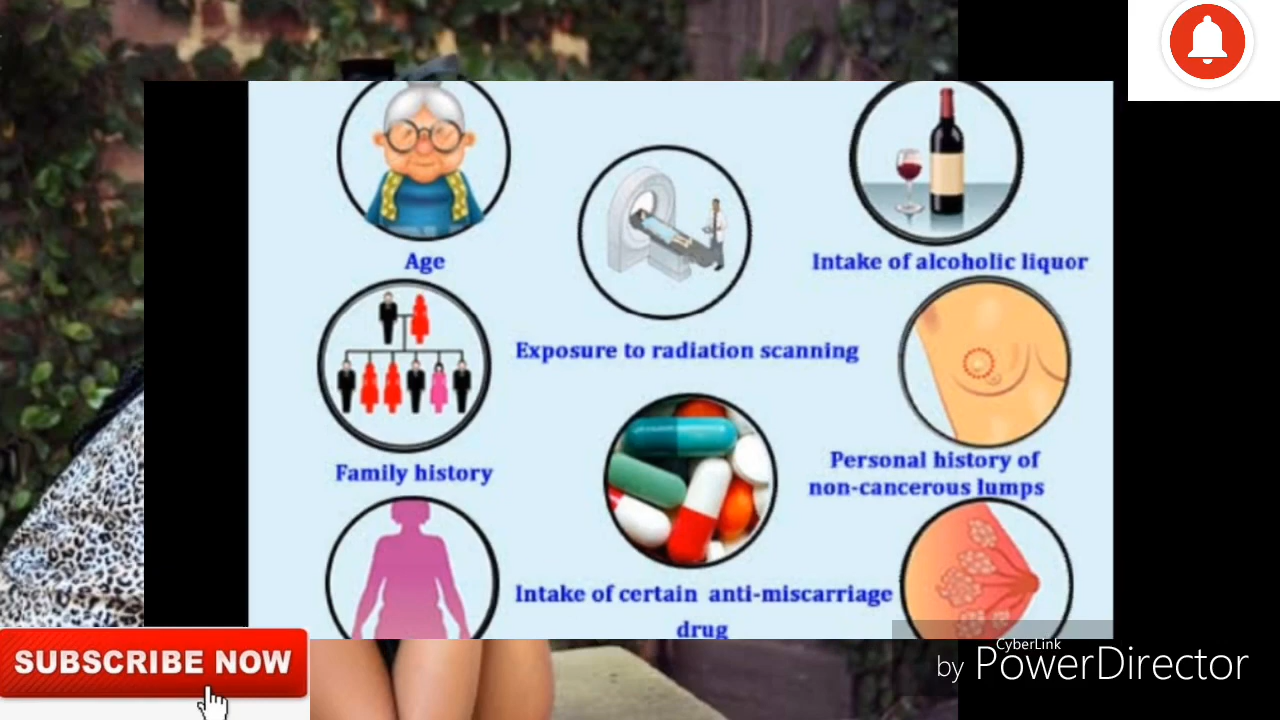 Age
Intake of alcoholic liquor
Exposure to radiation scanning
Family history
Personal history of
non-cancerous lumps
Intake of certain anti-miscarriage
drug
SUBSCRIBE NOW
CyberLink
by PowerDirector